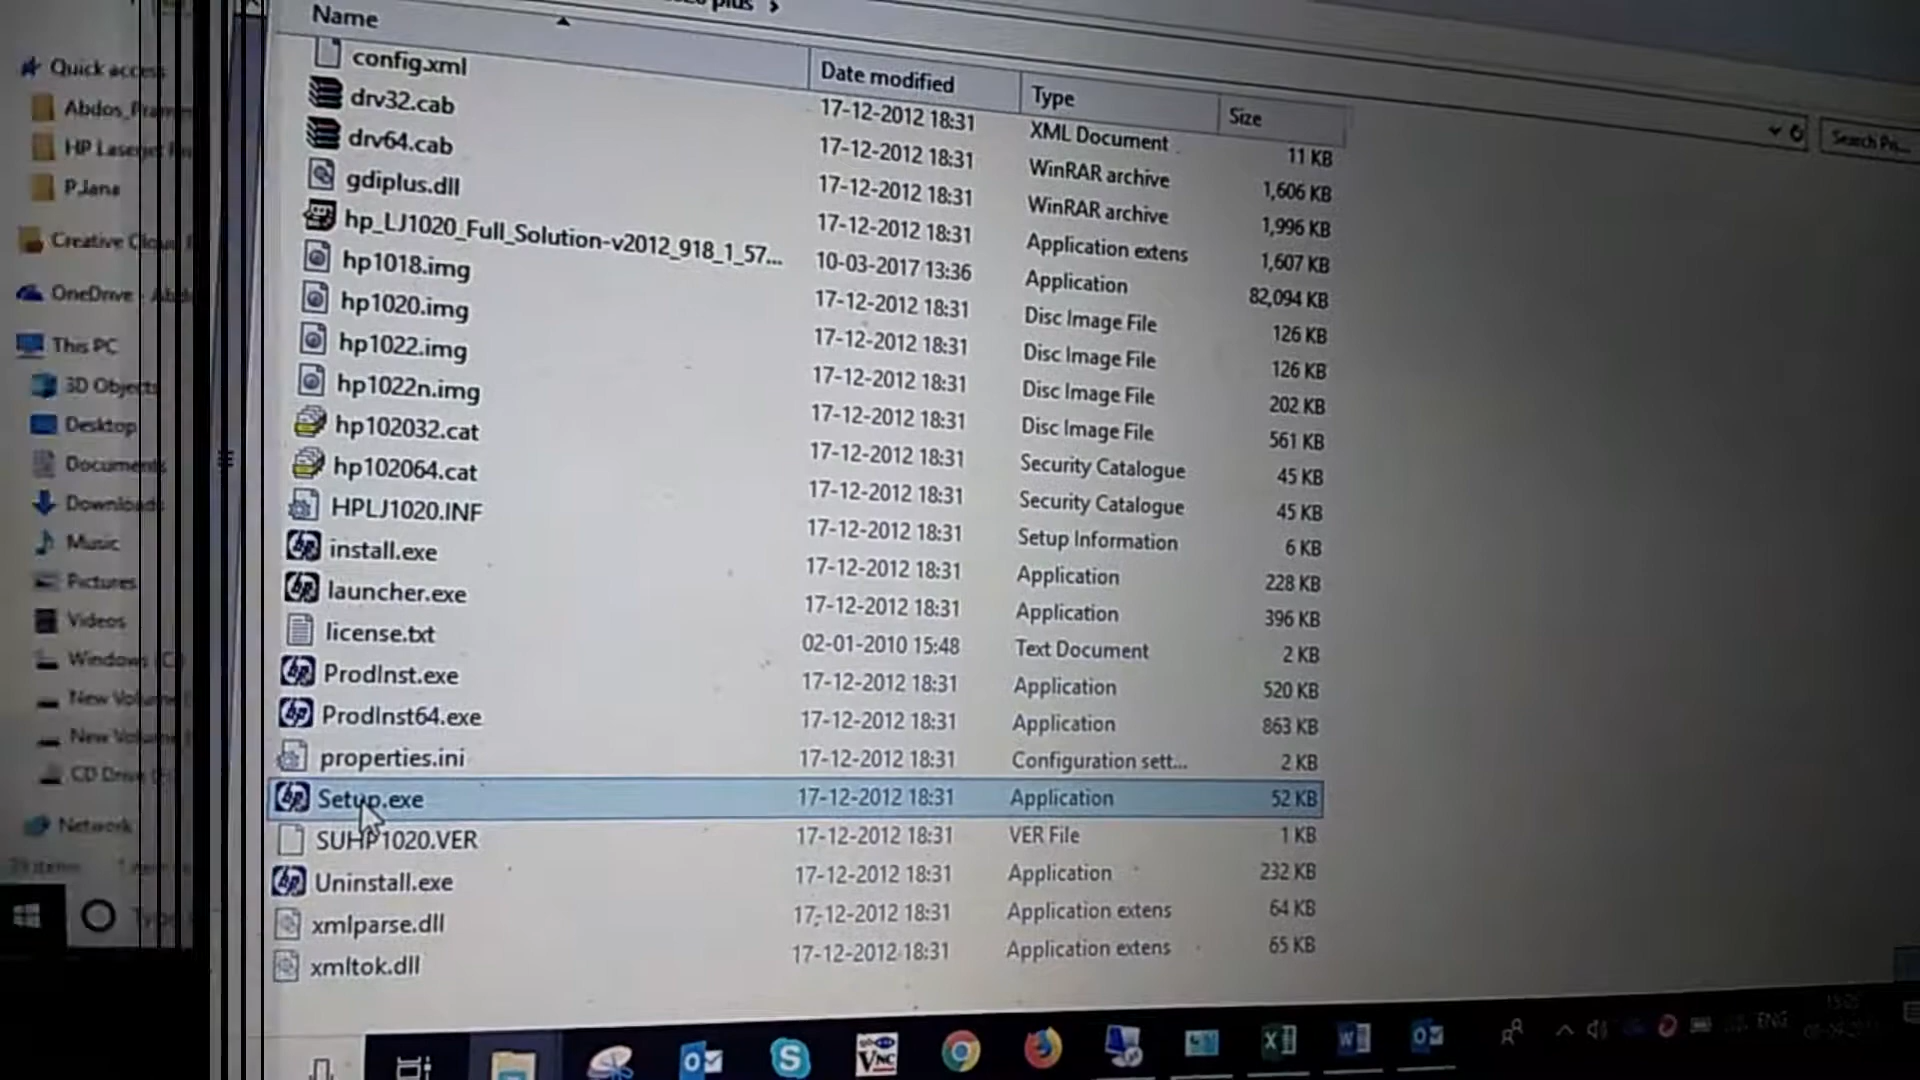 plus >
Name
Date modified
Type
Size
config.xml 17-12-2012 18:31 XML Document 11 KB
drv32.cab 17-12-2012 18:31 WinRAR archive 1,606 KB
drv64.cab 17-12-2012 18:31 WinRAR archive 1,996 KB
gdiplus.dll 17-12-2012 18:31 Application extens 1,607 KB
hp_LJ1020_Full_Solution-v2012_918_1_57... 10-03-2017 13:36 Application 82,094 KB
hp1018.img 17-12-2012 18:31 Disc Image File 126 KB
hp1020.img 17-12-2012 18:31 Disc Image File 126 KB
hp1022.img 17-12-2012 18:31 Disc Image File 202 KB
hp1022n.img 17-12-2012 18:31 Disc Image File 561 KB
hp102032.cat 17-12-2012 18:31 Security Catalogue 45 KB
hp102064.cat 17-12-2012 18:31 Security Catalogue 45 KB
HPLJ1020.INF 17-12-2012 18:31 Setup Information 6 KB
install.exe 17-12-2012 18:31 Application 228 KB
launcher.exe 17-12-2012 18:31 Application 396 KB
license.txt 02-01-2010 15:48 Text Document 2 KB
ProdInst.exe 17-12-2012 18:31 Application 520 KB
ProdInst64.exe 17-12-2012 18:31 Application 863 KB
properties.ini 17-12-2012 18:31 Configuration sett... 2 KB
Setup.exe 17-12-2012 18:31 Application 52 KB
SUHP1020.VER 17-12-2012 18:31 VER File 1 KB
Uninstall.exe 17-12-2012 18:31 Application 232 KB
xmlparse.dll 17-12-2012 18:31 Application extens 64 KB
xmltok.dll 17-12-2012 18:31 Application extens 65 KB
Quick access
HP Laserjet
PJana
Creative Cloud
OneDrive - Abdos
This PC
3D Objects
Desktop
Documents
Downloads
Music
Pictures
Videos
Windows (C
New Volume
New Volume
CD Drive
Network
Search
VNC
ENG